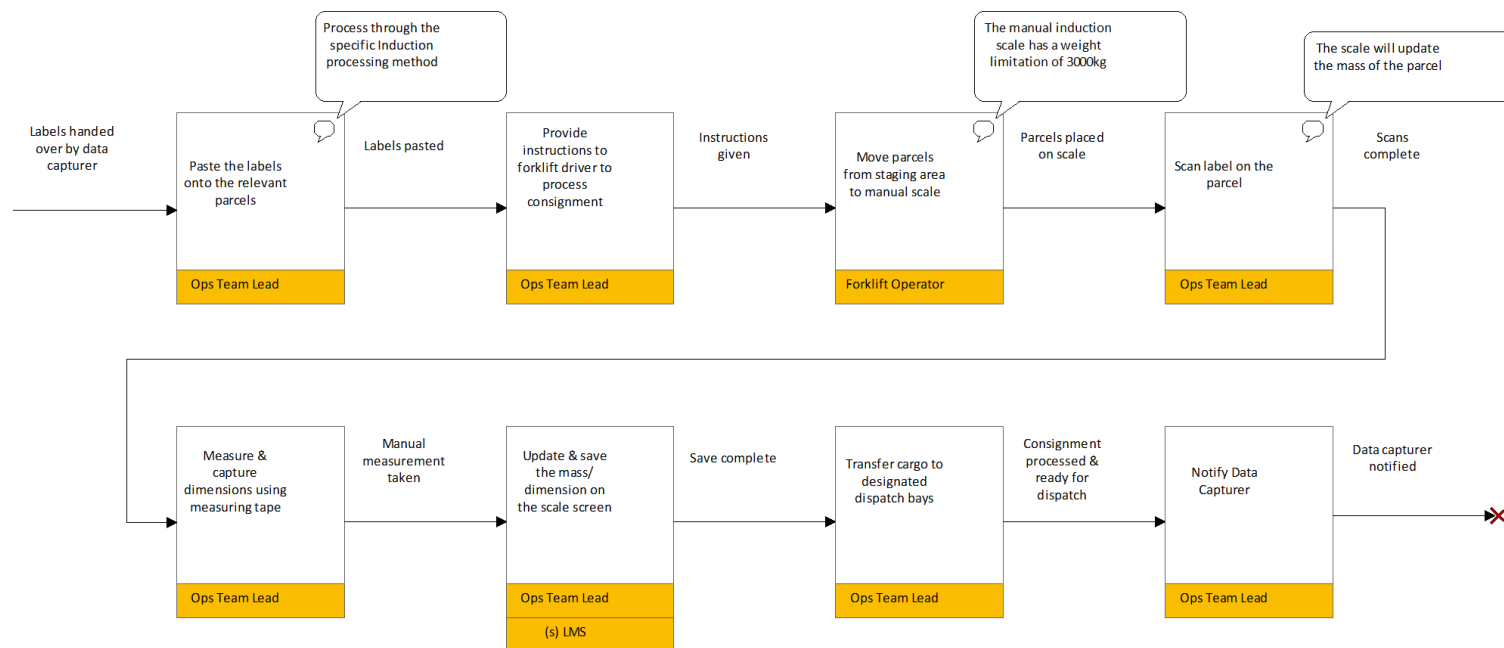 Process through the
specific Induction
processing method
The manual induction
scale has a weight
limitation of 3000kg
The scale will update
the mass of the parcel
Labels handed
over by data
capturer
Paste the labels
onto the relevant
parcels
Ops Team Lead
Labels pasted
Provide
instructions to
forklift driver to
process
consignment
Ops Team Lead
Instructions
given
Move parcels
from staging area
to manual scale
Forklift Operator
Parcels placed
on scale
Scan label on the
parcel
Ops Team Lead
Scans
complete
Measure &
capture
dimensions using
measuring tape
Ops Team Lead
Manual
measurement
taken
Update & save
the mass/
dimension on
the scale screen
Ops Team Lead
(s) LMS
Save complete
Transfer cargo to
designated
dispatch bays
Ops Team Lead
Consignment
processed &
ready for
dispatch
Notify Data
Capturer
Ops Team Lead
Data capturer
notified